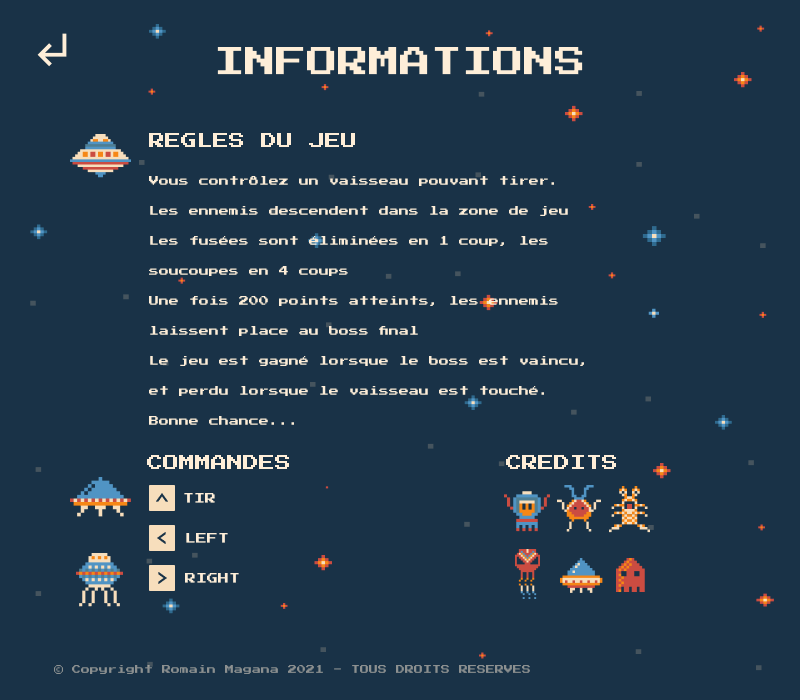 INFORMATIONS
REGLES DU JEU
Vous contrôlez un vaisseau pouvant tirer.
Les ennemis descendent dans la zone de jeu
Les fusées sont éliminées en 1 coup, les
soucoupes en 4 coups
Une fois 200 points atteints, les ennemis
laissent place au boss final
Le jeu est gagné lorsque le boss est vaincu,
et perdu lorsque le vaisseau est touché.
Bonne chance...
COMMANDES
TIR
LEFT
RIGHT
CREDITS
© Copyright Romain Magana 2021 - TOUS DROITS RESERVES